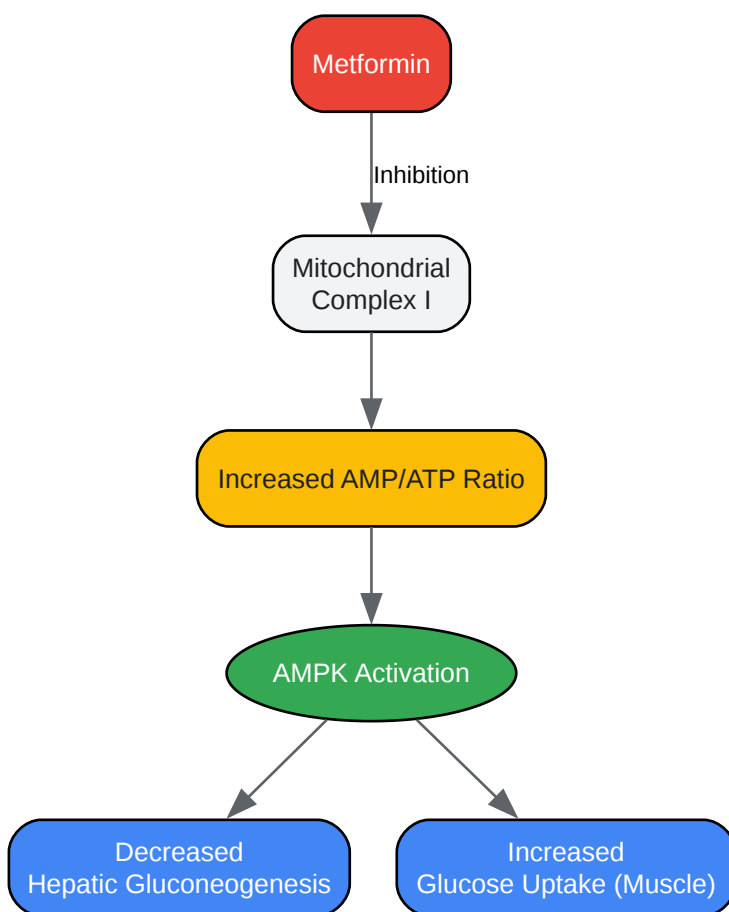 Metformin
Inhibition
Mitochondrial
Complex I
Increased AMP/ATP Ratio
AMPK Activation
Decreased
Hepatic Gluconeogenesis
Increased
Glucose Uptake (Muscle)